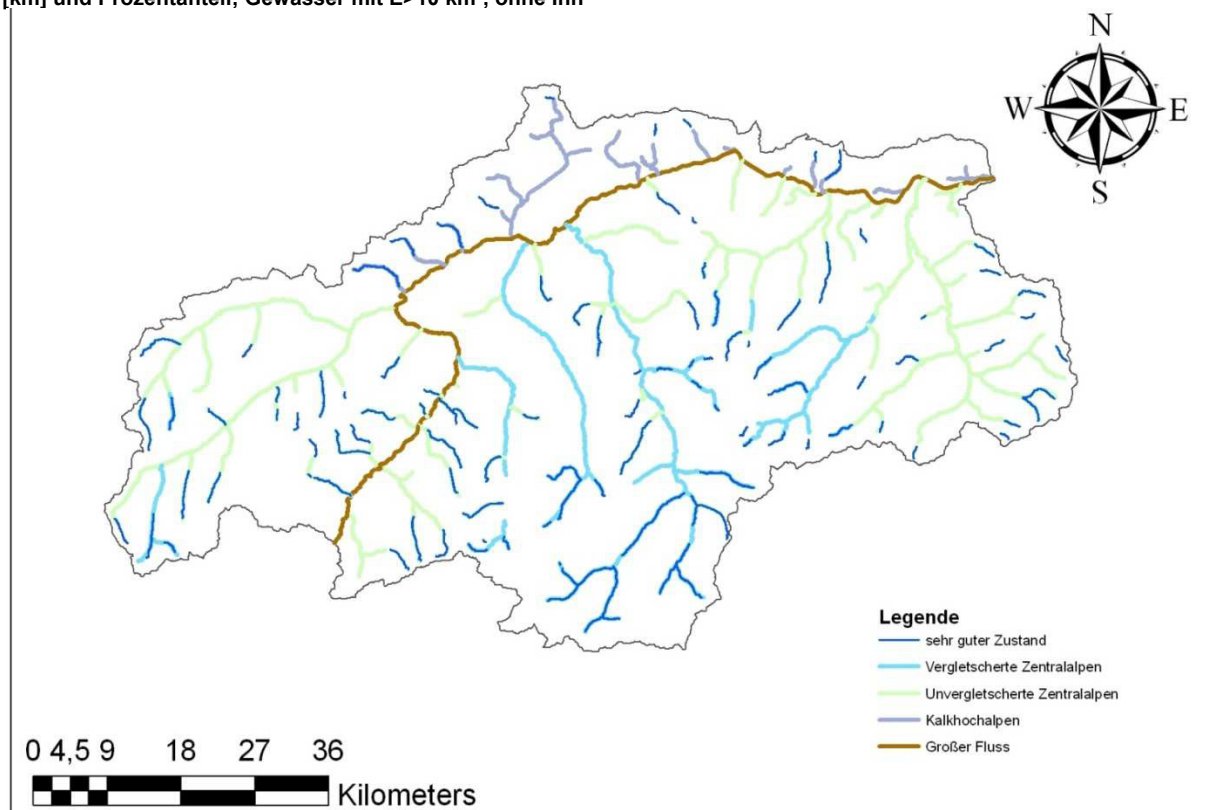 [km] und Prozentanteil; Gewässer mit E>10 km², ohne Inn
N
W
E
S
Legende
sehr guter Zustand
Vergletscherte Zentralalpen
Unvergletscherte Zentralalpen
Kalkhochalpen
Großer Fluss
0 4,5 9 18 27 36
Kilometers